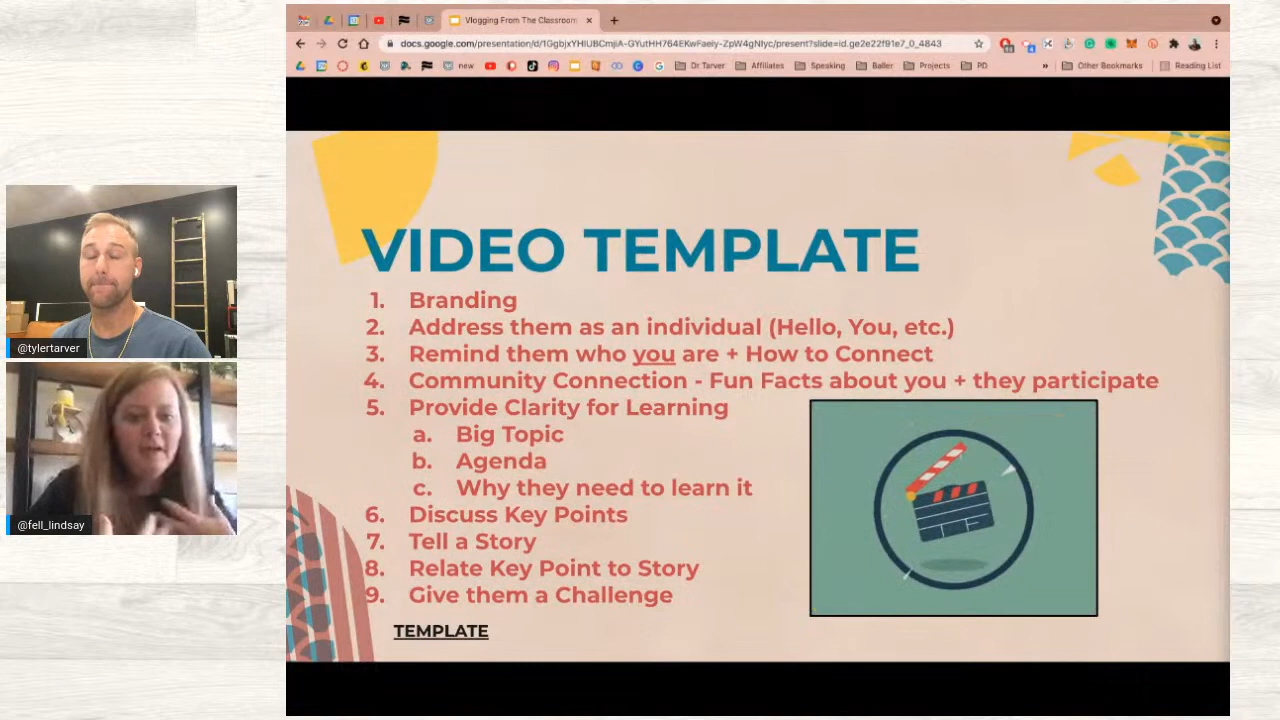 Vlogging From The Classroom
docs.google.com/presentation/d/1GgbjxYHIUBCmjiA-GYutHH764EKwFaeiy-ZpW4gNlyc/present?slide=id.ge2e22f91e7_0_4843
new
Dr Tarver
Affiliates
Speaking
Baller
Projects
PD
Other Bookmarks
Reading List
VIDEO TEMPLATE
1. Branding
2. Address them as an individual (Hello, You, etc.)
3. Remind them who you are + How to Connect
4. Community Connection - Fun Facts about you + they participate
5. Provide Clarity for Learning
a. Big Topic
b. Agenda
c. Why they need to learn it
6. Discuss Key Points
7. Tell a Story
8. Relate Key Point to Story
9. Give them a Challenge
TEMPLATE
@tylertarver
@fell_lindsay